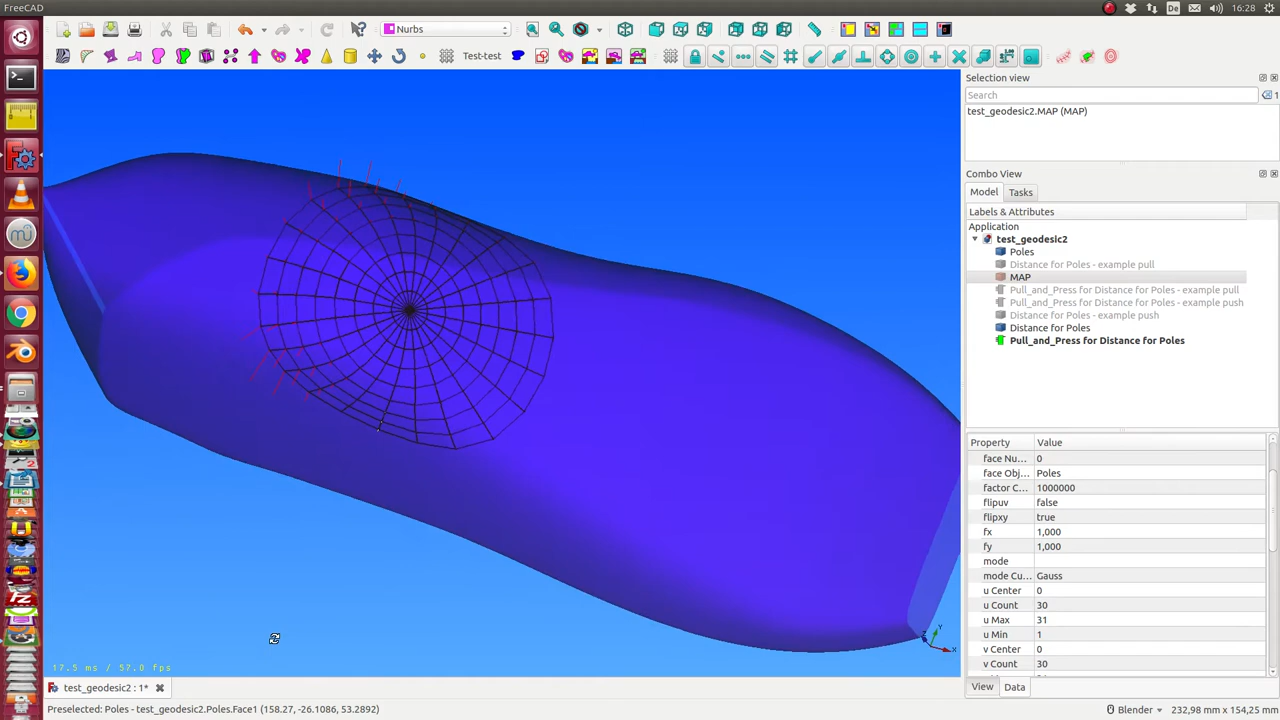 FreeCAD
De
16:28
Nurbs
Test-test
Selection view
Search
1
test_geodesic2.MAP (MAP)
Combo View
Model
Tasks
Labels & Attributes
Application
test_geodesic2
Poles
Distance for Poles - example pull
MAP
Pull_and_Press for Distance for Poles - example pull
Pull_and_Press for Distance for Poles - example push
Distance for Poles - example push
Distance for Poles
Pull_and_Press for Distance for Poles
Property Value
face Nu... 0
face Obj... Poles
factor C... 1000000
flipuv false
flipxy true
fx 1,000
fy 1,000
mode
mode Cu... Gauss
u Center 0
u Count 30
u Max 31
u Min 1
v Center 0
v Count 30
View
Data
Y
X
17.5 ms / 57.0 fps
test_geodesic2 : 1*
Preselected: Poles - test_geodesic2.Poles.Face1 (158.27, -26.1086, 53.2892)
Blender
232,98 mm x 154,25 mm